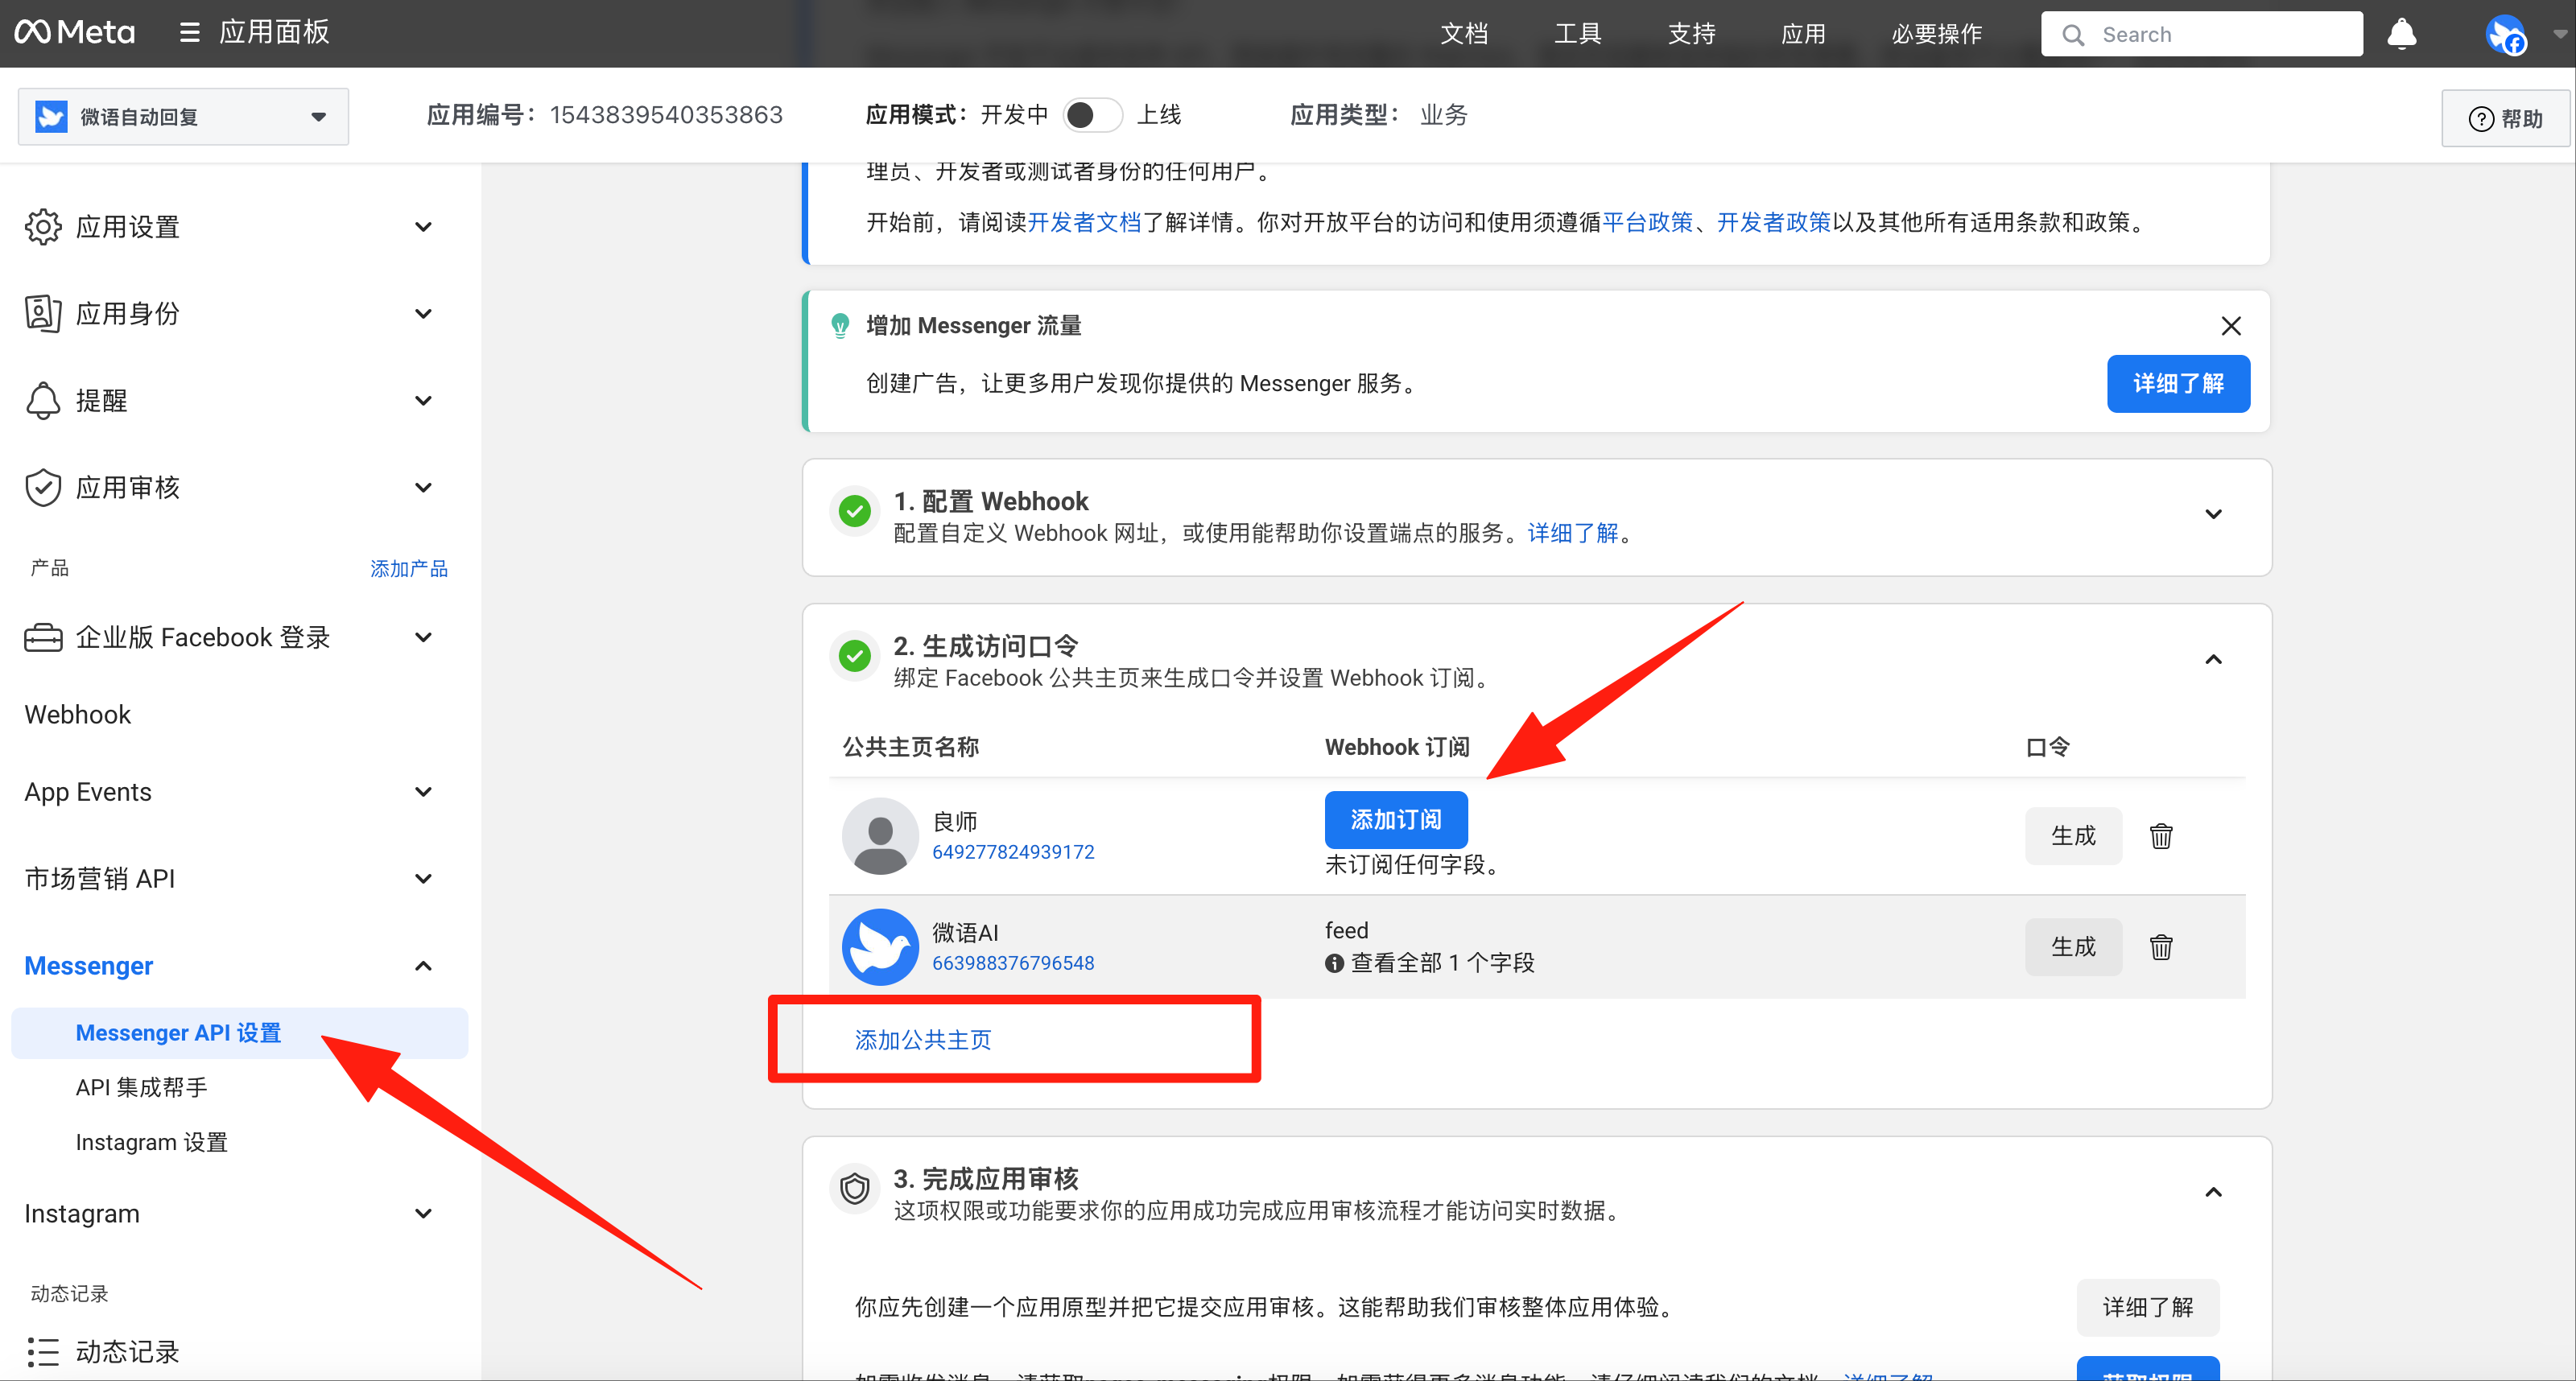 Meta
应用面板
文档
工具
支持
应用
必要操作
Search
微语自动回复
应用编号：1543839540353863
应用模式：开发中 上线
应用类型： 业务
帮助
应用设置
应用身份
提醒
应用审核
产品
添加产品
企业版 Facebook 登录
Webhook
App Events
市场营销 API
Messenger
Messenger API 设置
API 集成帮手
Instagram 设置
Instagram
动态记录
动态记录
理员、开发者或测试者身份的任何用户。
开始前，请阅读开发者文档了解详情。你对开放平台的访问和使用须遵循平台政策、开发者政策以及其他所有适用条款和政策。
增加 Messenger 流量
创建广告，让更多用户发现你提供的 Messenger 服务。
详细了解
1. 配置 Webhook
配置自定义 Webhook 网址，或使用能帮助你设置端点的服务。详细了解。
2. 生成访问口令
绑定 Facebook 公共主页来生成口令并设置 Webhook 订阅。
公共主页名称
Webhook 订阅
口令
良师
649277824939172
添加订阅
未订阅任何字段。
生成
微语AI
663988376796548
feed
查看全部 1 个字段
生成
添加公共主页
3. 完成应用审核
这项权限或功能要求你的应用成功完成应用审核流程才能访问实时数据。
你应先创建一个应用原型并把它提交应用审核。这能帮助我们审核整体应用体验。
详细了解